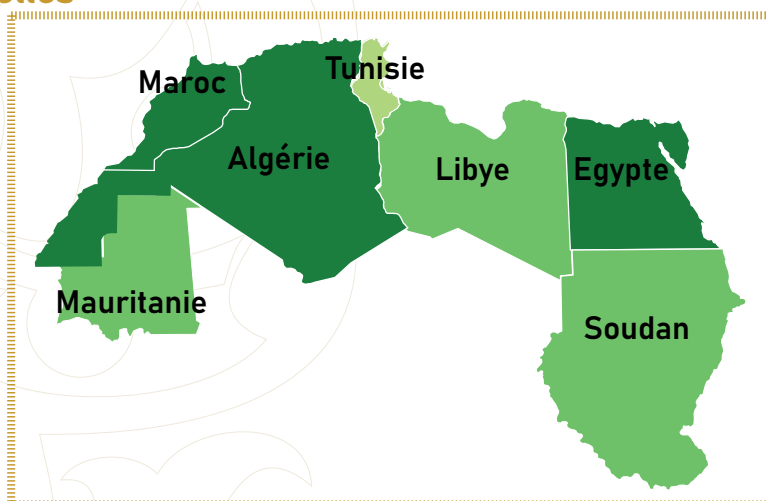 Maroc
Tunisie
Algérie
Libye
Egypte
Mauritanie
Soudan